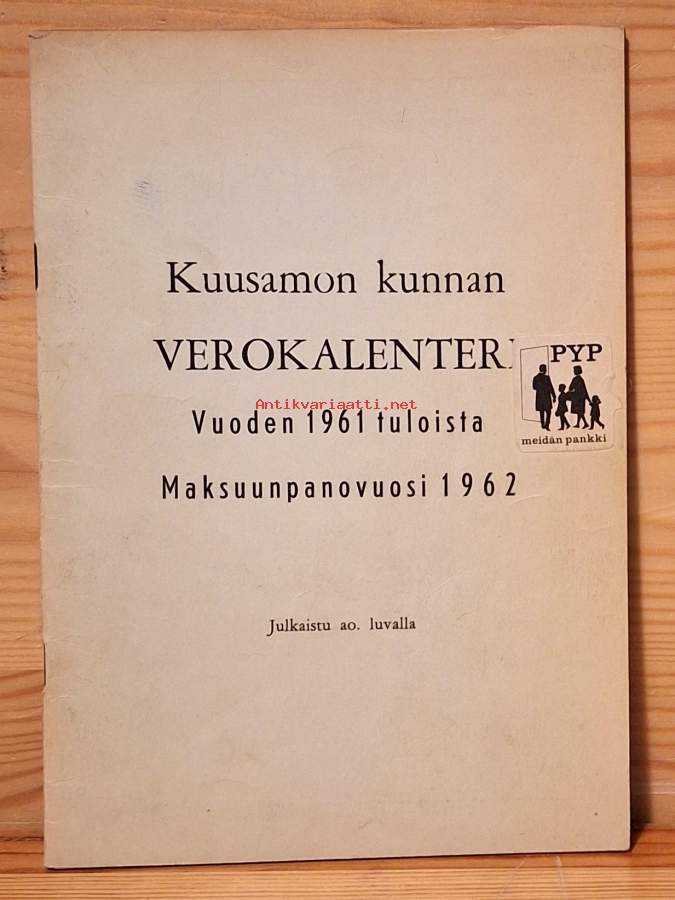 Kuusamon kunnan
VEROKALENTERI
PYP
meidän pankki
Antikvariaatti.net
Vuoden 1961 tuloista
Maksuunpanovuosi 1962
Julkaistu ao. luvalla